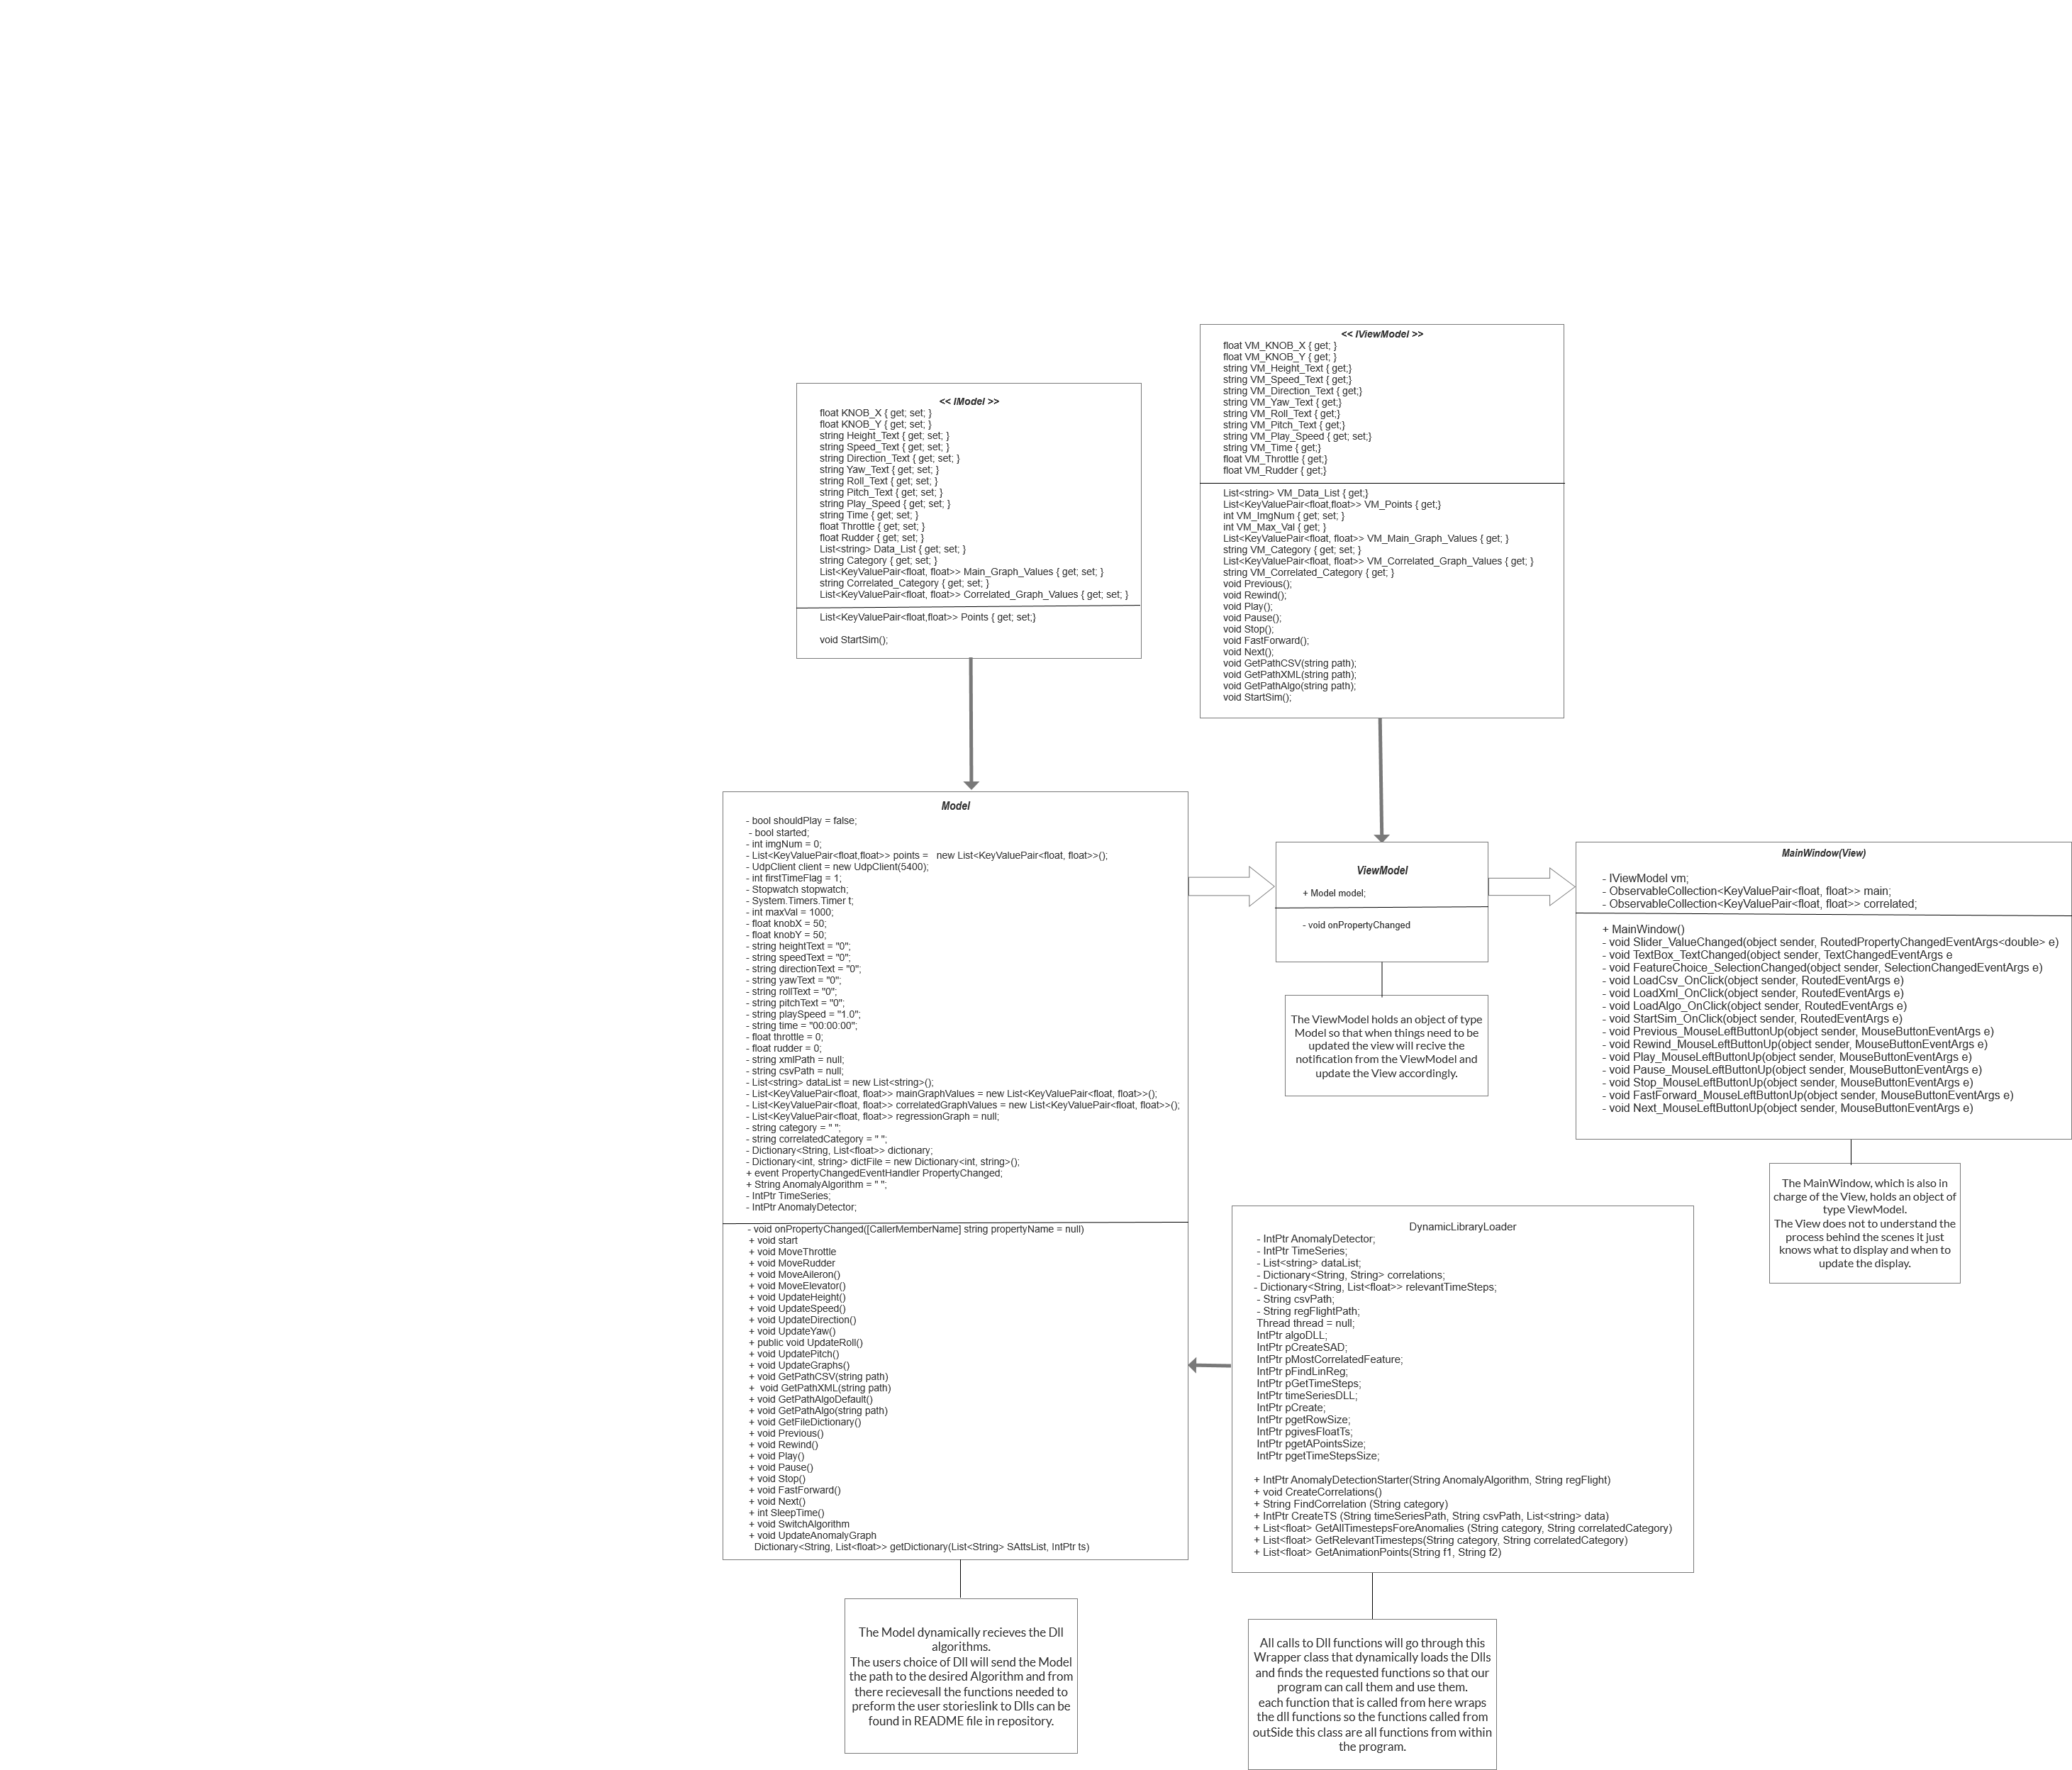 << IViewModel >>
float VM_KNOB_X { get; }
float VM_KNOB_Y { get; }
string VM_Height_Text { get;}
string VM_Speed_Text { get;}
string VM_Direction_Text { get;}
string VM_Yaw_Text { get;}
string VM_Roll_Text { get;}
string VM_Pitch_Text { get;}
string VM_Play_Speed { get; set;}
string VM_Time { get;}
float VM_Throttle { get;}
float VM_Rudder { get;}
List<string> VM_Data_List { get;}
List<KeyValuePair<float,float>> VM_Points { get;}
int VM_ImgNum { get; set; }
int VM_Max_Val { get; }
List<KeyValuePair<float, float>> VM_Main_Graph_Values { get; }
string VM_Category { get; set; }
List<KeyValuePair<float, float>> VM_Correlated_Graph_Values { get; }
string VM_Correlated_Category { get; }
void Previous();
void Rewind();
void Play();
void Pause();
void Stop();
void FastForward();
void Next();
void GetPathCSV(string path);
void GetPathXML(string path);
void GetPathAlgo(string path);
void StartSim();
<< IModel >>
float KNOB_X { get; set; }
float KNOB_Y { get; set; }
string Height_Text { get; set; }
string Speed_Text { get; set; }
string Direction_Text { get; set; }
string Yaw_Text { get; set; }
string Roll_Text { get; set; }
string Pitch_Text { get; set; }
string Play_Speed { get; set; }
string Time { get; set; }
float Throttle { get; set; }
float Rudder { get; set; }
List<string> Data_List { get; set; }
string Category { get; set; }
List<KeyValuePair<float, float>> Main_Graph_Values { get; set; }
string Correlated_Category { get; set; }
List<KeyValuePair<float, float>> Correlated_Graph_Values { get; set; }
List<KeyValuePair<float,float>> Points { get; set;}
void StartSim();
Model
- bool shouldPlay = false;
- bool started;
- int imgNum = 0;
- List<KeyValuePair<float,float>> points =   new List<KeyValuePair<float, float>>();
- UdpClient client = new UdpClient(5400);
- int firstTimeFlag = 1;
- Stopwatch stopwatch;
- System.Timers.Timer t;
- int maxVal = 1000;
- float knobX = 50;
- float knobY = 50;
- string heightText = "0";
- string speedText = "0";
- string directionText = "0";
- string yawText = "0";
- string rollText = "0";
- string pitchText = "0";
- string playSpeed = "1.0";
- string time = "00:00:00";
- float throttle = 0;
- float rudder = 0;
- string xmlPath = null;
- string csvPath = null;
- List<string> dataList = new List<string>();
- List<KeyValuePair<float, float>> mainGraphValues = new List<KeyValuePair<float, float>>();
- List<KeyValuePair<float, float>> correlatedGraphValues = new List<KeyValuePair<float, float>>();
- List<KeyValuePair<float, float>> regressionGraph = null;
- string category = " ";
- string correlatedCategory = " ";
- Dictionary<String, List<float>> dictionary;
- Dictionary<int, string> dictFile = new Dictionary<int, string>();
+ event PropertyChangedEventHandler PropertyChanged;
+ String AnomalyAlgorithm = " ";
- IntPtr TimeSeries;
- IntPtr AnomalyDetector;
- void onPropertyChanged([CallerMemberName] string propertyName = null)
+ void start
+ void MoveThrottle
+ void MoveRudder
+ void MoveAileron()
+ void MoveElevator()
+ void UpdateHeight()
+ void UpdateSpeed()
+ void UpdateDirection()
+ void UpdateYaw()
+ public void UpdateRoll()
+ void UpdatePitch()
+ void UpdateGraphs()
+ void GetPathCSV(string path)
+  void GetPathXML(string path)
+ void GetPathAlgoDefault()
+ void GetPathAlgo(string path)
+ void GetFileDictionary()
+ void Previous()
+ void Rewind()
+ void Play()
+ void Pause()
+ void Stop()
+ void FastForward()
+ void Next()
+ int SleepTime()
+ void SwitchAlgorithm
+ void UpdateAnomalyGraph
Dictionary<String, List<float>> getDictionary(List<String> SAttsList, IntPtr ts)
ViewModel
+ Model model;
- void onPropertyChanged
The ViewModel holds an object of type
Model so that when things need to be
updated the view will recive the
notification from the ViewModel and
update the View accordingly.
MainWindow(View)
- IViewModel vm;
- ObservableCollection<KeyValuePair<float, float>> main;
- ObservableCollection<KeyValuePair<float, float>> correlated;
+ MainWindow()
- void Slider_ValueChanged(object sender, RoutedPropertyChangedEventArgs<double> e)
- void TextBox_TextChanged(object sender, TextChangedEventArgs e
- void FeatureChoice_SelectionChanged(object sender, SelectionChangedEventArgs e)
- void LoadCsv_OnClick(object sender, RoutedEventArgs e)
- void LoadXml_OnClick(object sender, RoutedEventArgs e)
- void LoadAlgo_OnClick(object sender, RoutedEventArgs e)
- void StartSim_OnClick(object sender, RoutedEventArgs e)
- void Previous_MouseLeftButtonUp(object sender, MouseButtonEventArgs e)
- void Rewind_MouseLeftButtonUp(object sender, MouseButtonEventArgs e)
- void Play_MouseLeftButtonUp(object sender, MouseButtonEventArgs e)
- void Pause_MouseLeftButtonUp(object sender, MouseButtonEventArgs e)
- void Stop_MouseLeftButtonUp(object sender, MouseButtonEventArgs e)
- void FastForward_MouseLeftButtonUp(object sender, MouseButtonEventArgs e)
- void Next_MouseLeftButtonUp(object sender, MouseButtonEventArgs e)
The MainWindow, which is also in
charge of the View, holds an object of
type ViewModel.
The View does not to understand the
process behind the scenes it just
knows what to display and when to
update the display.
DynamicLibraryLoader
- IntPtr AnomalyDetector;
- IntPtr TimeSeries;
- List<string> dataList;
- Dictionary<String, String> correlations;
- Dictionary<String, List<float>> relevantTimeSteps;
- String csvPath;
- String regFlightPath;
Thread thread = null;
IntPtr algoDLL;
IntPtr pCreateSAD;
IntPtr pMostCorrelatedFeature;
IntPtr pFindLinReg;
IntPtr pGetTimeSteps;
IntPtr timeSeriesDLL;
IntPtr pCreate;
IntPtr pgetRowSize;
IntPtr pgivesFloatTs;
IntPtr pgetAPointsSize;
IntPtr pgetTimeStepsSize;
+ IntPtr AnomalyDetectionStarter(String AnomalyAlgorithm, String regFlight)
+ void CreateCorrelations()
+ String FindCorrelation (String category)
+ IntPtr CreateTS (String timeSeriesPath, String csvPath, List<string> data)
+ List<float> GetAllTimestepsForeAnomalies (String category, String correlatedCategory)
+ List<float> GetRelevantTimesteps(String category, String correlatedCategory)
+ List<float> GetAnimationPoints(String f1, String f2)
The Model dynamically recieves the Dll
algorithms.
The users choice of Dll will send the Model
the path to the desired Algorithm and from
there recievesall the functions needed to
preform the user storieslink to Dlls can be
found in README file in repository.
All calls to Dll functions will go through this
Wrapper class that dynamically loads the Dlls
and finds the requested functions so that our
program can call them and use them.
each function that is called from here wraps
the dll functions so the functions called from
outSide this class are all functions from within
the program.